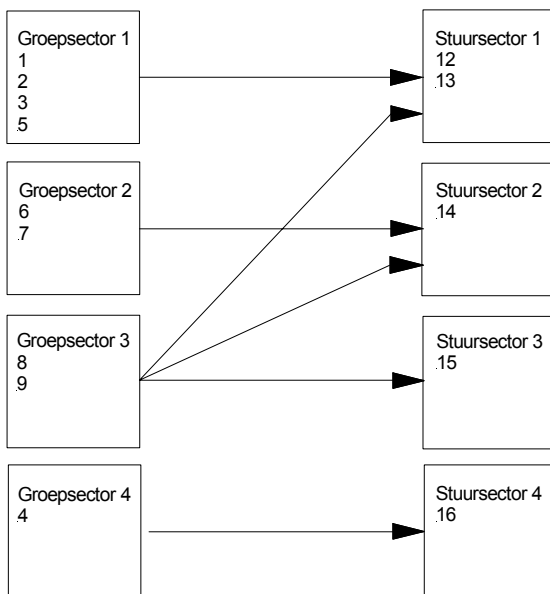 Groepsector 1
1
2
3
5
Stuursector 1
12
13
Groepsector 2
6
7
Stuursector 2
14
Groepsector 3
8
9
Stuursector 3
15
Groepsector 4
4
Stuursector 4
16